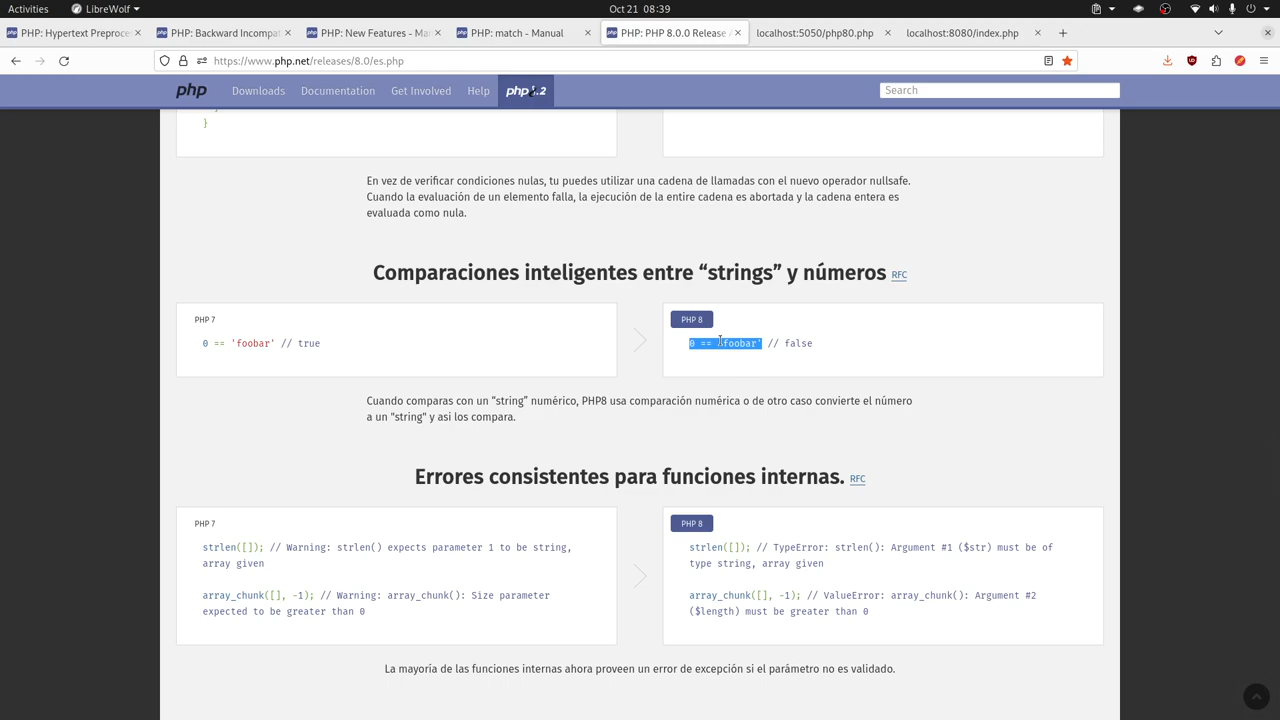 Activities
LibreWolf
Oct 21 08:39
PHP: Hypertext Preproces
PHP: Backward Incompat
PHP: New Features - Ma
PHP: match - Manual
PHP: PHP 8.0.0 Release A
localhost:5050/php80.php
localhost:8080/index.php
https://www.php.net/releases/8.0/es.php
php
Downloads
Documentation
Get Involved
Help
Search
}
En vez de verificar condiciones nulas, tu puedes utilizar una cadena de llamadas con el nuevo operador nullsafe.
Cuando la evaluación de un elemento falla, la ejecución de la entire cadena es abortada y la cadena entera es
evaluada como nula.
Comparaciones inteligentes entre “strings” y números RFC
PHP 7
0 == 'foobar' // true
PHP 8
0 == 'foobar' // false
Cuando comparas con un “string” numérico, PHP8 usa comparación numérica o de otro caso convierte el número
a un "string" y asi los compara.
Errores consistentes para funciones internas. RFC
PHP 7
strlen([]); // Warning: strlen() expects parameter 1 to be string,
array given
array_chunk([], -1); // Warning: array_chunk(): Size parameter
expected to be greater than 0
PHP 8
strlen([]); // TypeError: strlen(): Argument #1 ($str) must be of
type string, array given
array_chunk([], -1); // ValueError: array_chunk(): Argument #2
($length) must be greater than 0
La mayoría de las funciones internas ahora proveen un error de excepción si el parámetro no es validado.